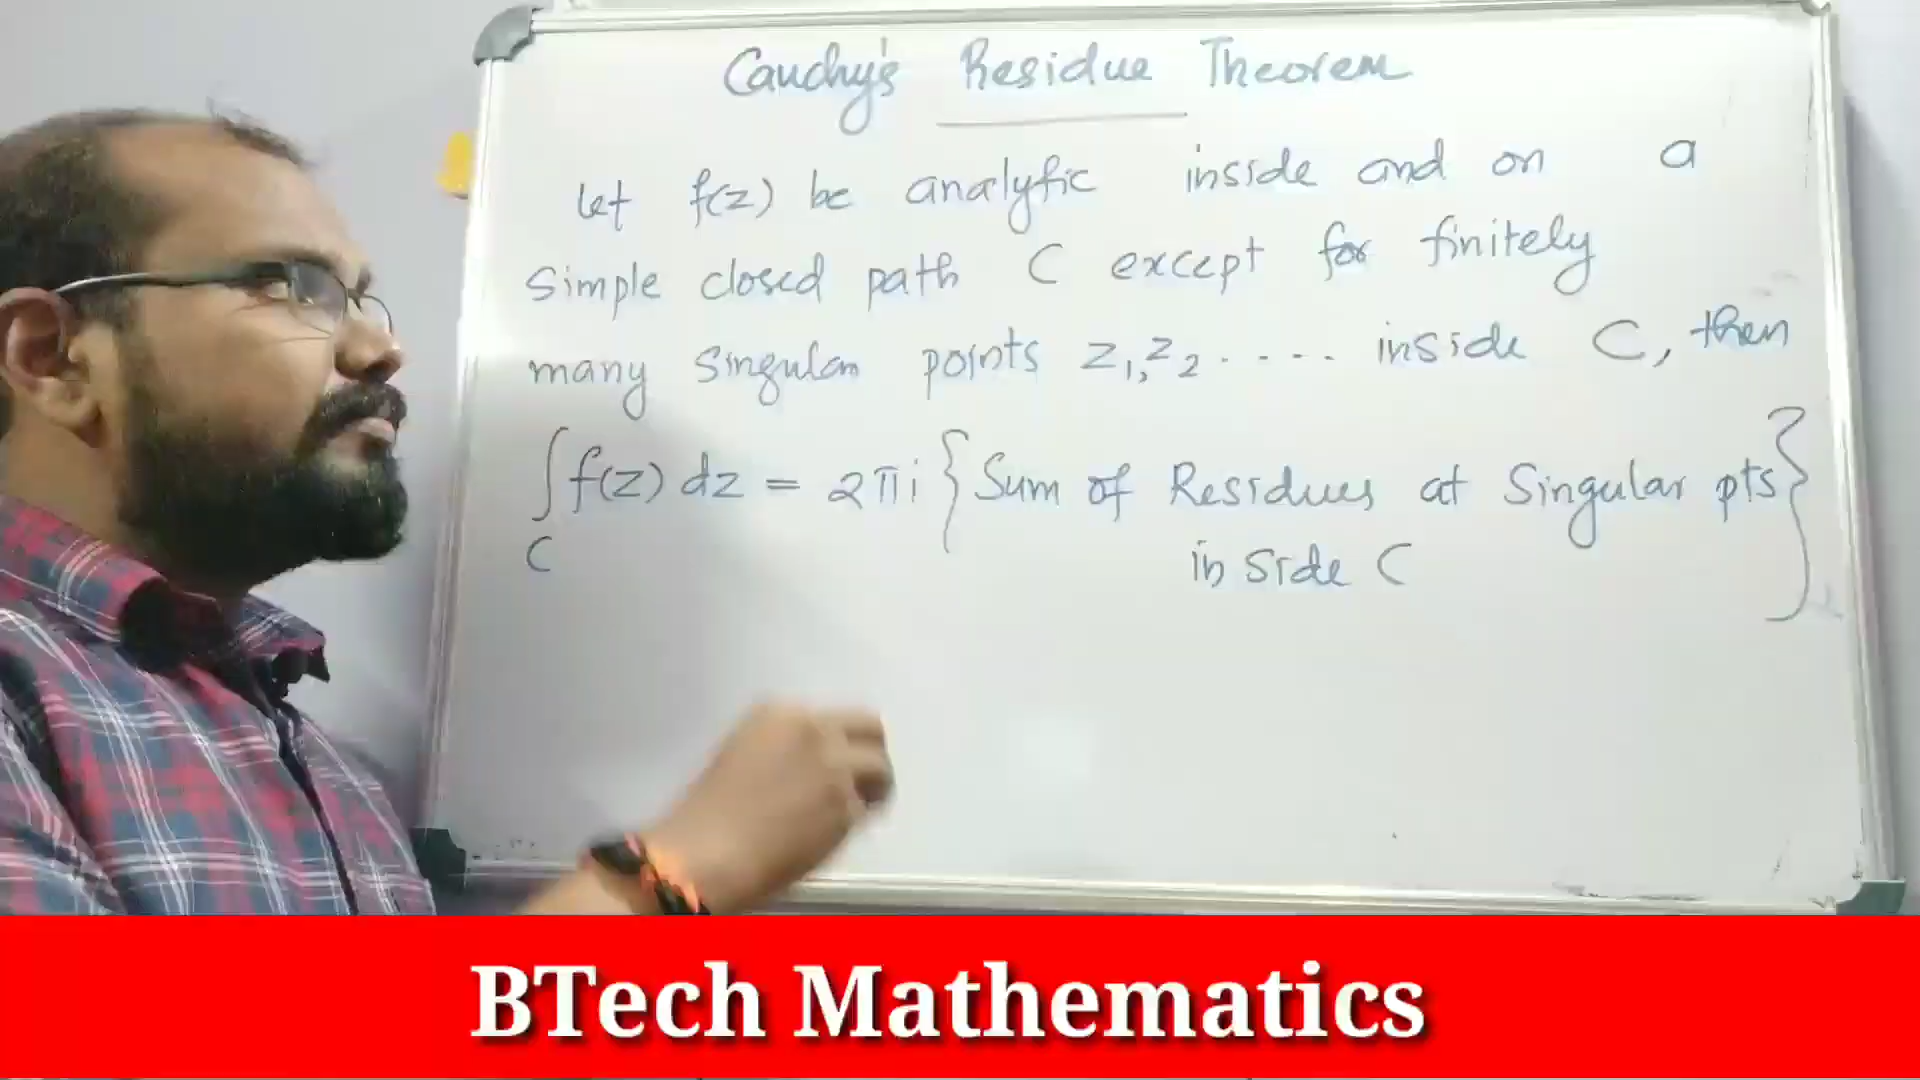 Cauchy's Residue Theorem
Let f(z) be analytic inside and on a
simple closed path C except for finitely
many singular points z₁, z₂ ..... inside C, then
∫ f(z) dz = 2πi { Sum of Residues at Singular pts }
C
in side C
BTech Mathematics